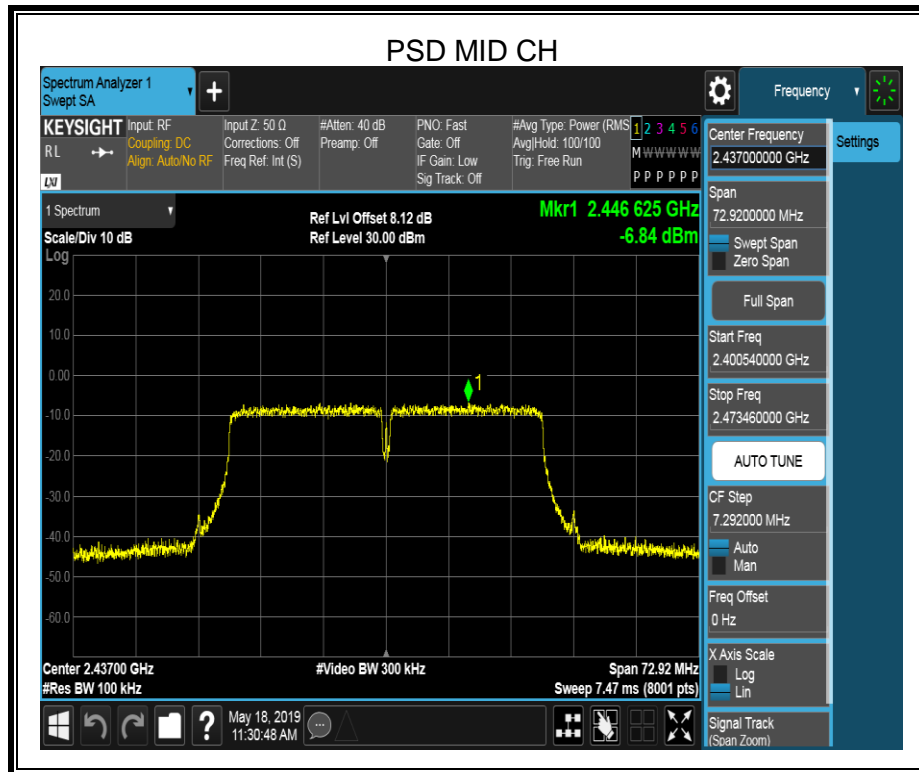 PSD MID CH
Spectrum Analyzer 1
Swept SA
+
Frequency
KEYSIGHT
RL
LXI
Input: RF
Coupling: DC
Align: Auto/No RF
Input Z: 50 Ω
Corrections: Off
Freq Ref: Int (S)
#Atten: 40 dB
Preamp: Off
PNO: Fast
Gate: Off
IF Gain: Low
Sig Track: Off
#Avg Type: Power (RMS
Avg|Hold: 100/100
Trig: Free Run
1 2 3 4 5 6
M W W W W W
P P P P P P
Center Frequency
2.437000000 GHz
Settings
1 Spectrum
Scale/Div 10 dB
Ref Lvl Offset 8.12 dB
Ref Level 30.00 dBm
Mkr1 2.446 625 GHz
-6.84 dBm
Log
20.0
10.0
0.00
-10.0
-20.0
-30.0
-40.0
-50.0
-60.0
1
Span
72.9200000 MHz
Swept Span
Zero Span
Full Span
Start Freq
2.400540000 GHz
Stop Freq
2.473460000 GHz
AUTO TUNE
CF Step
7.292000 MHz
Auto
Man
Freq Offset
0 Hz
X Axis Scale
Log
Lin
Signal Track
(Span Zoom)
Center 2.43700 GHz
#Res BW 100 kHz
#Video BW 300 kHz
Span 72.92 MHz
Sweep 7.47 ms (8001 pts)
?
May 18, 2019
11:30:48 AM